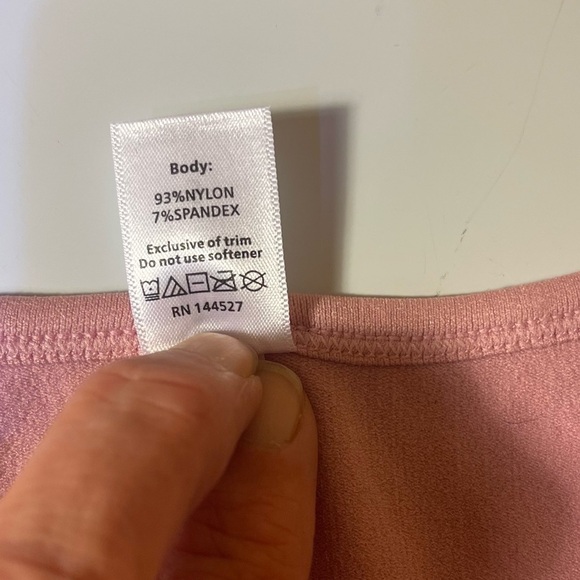 Body:
93%NYLON
7%SPANDEX
Exclusive of trim
Do not use softener
RN 144527